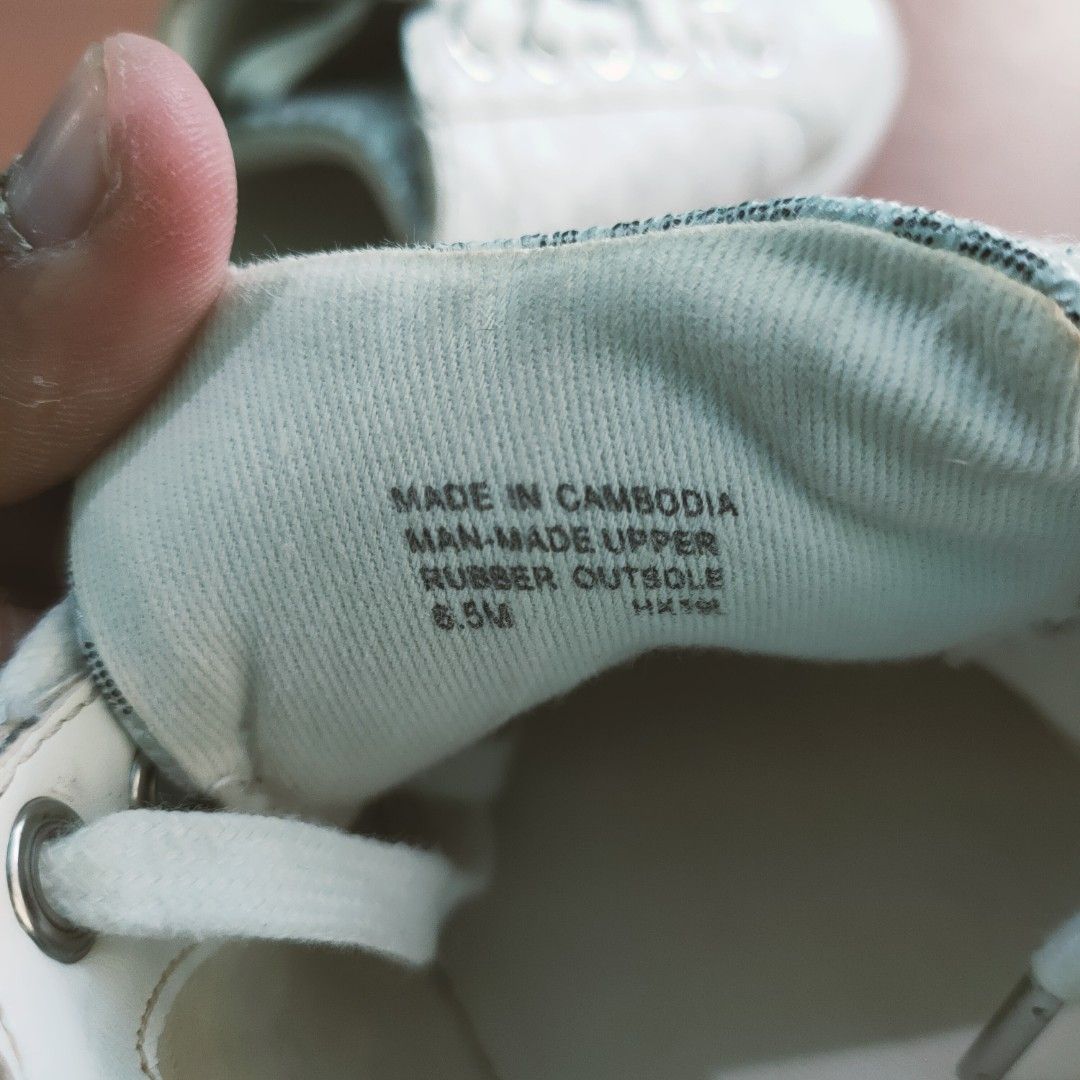 MADE IN CAMBODIA
MAN-MADE UPPER
RUBBER OUTSOLE
6.5M